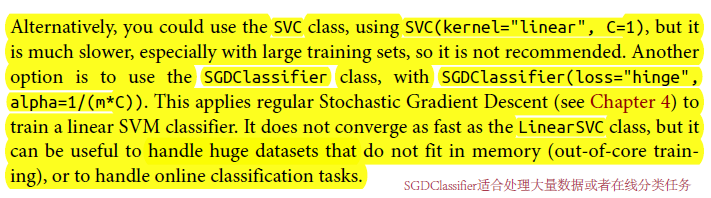 Alternatively, you could use the SVC class, using SVC(kernel="linear", C=1), but it
is much slower, especially with large training sets, so it is not recommended. Another
option is to use the SGDClassifier class, with SGDClassifier(loss="hinge",
alpha=1/(m*C)). This applies regular Stochastic Gradient Descent (see Chapter 4) to
train a linear SVM classifier. It does not converge as fast as the LinearSVC class, but it
can be useful to handle huge datasets that do not fit in memory (out-of-core train‐
ing), or to handle online classification tasks.
SGDClassifier适合处理大量数据或者在线分类任务